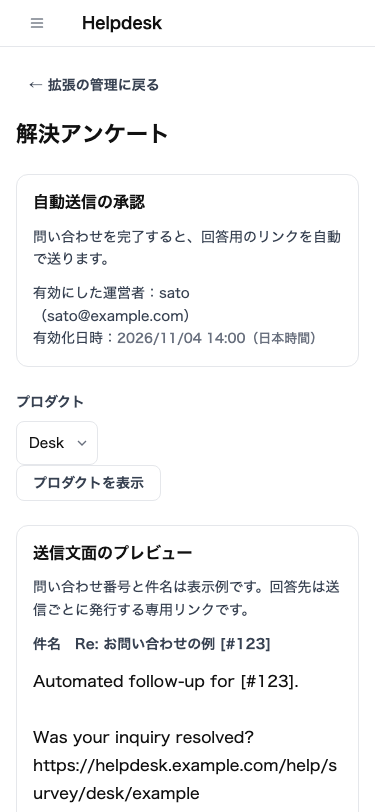 Helpdesk
← 拡張の管理に戻る
解決アンケート
自動送信の承認
問い合わせを完了すると、回答用のリンクを自動
で送ります。
有効にした運営者：sato
（sato@example.com）
有効化日時：2026/11/04 14:00（日本時間）
プロダクト
Desk
プロダクトを表示
送信文面のプレビュー
問い合わせ番号と件名は表示例です。回答先は送
信ごとに発行する専用リンクです。
件名　Re: お問い合わせの例 [#123]
Automated follow-up for [#123].
Was your inquiry resolved?
https://helpdesk.example.com/help/s
urvey/desk/example